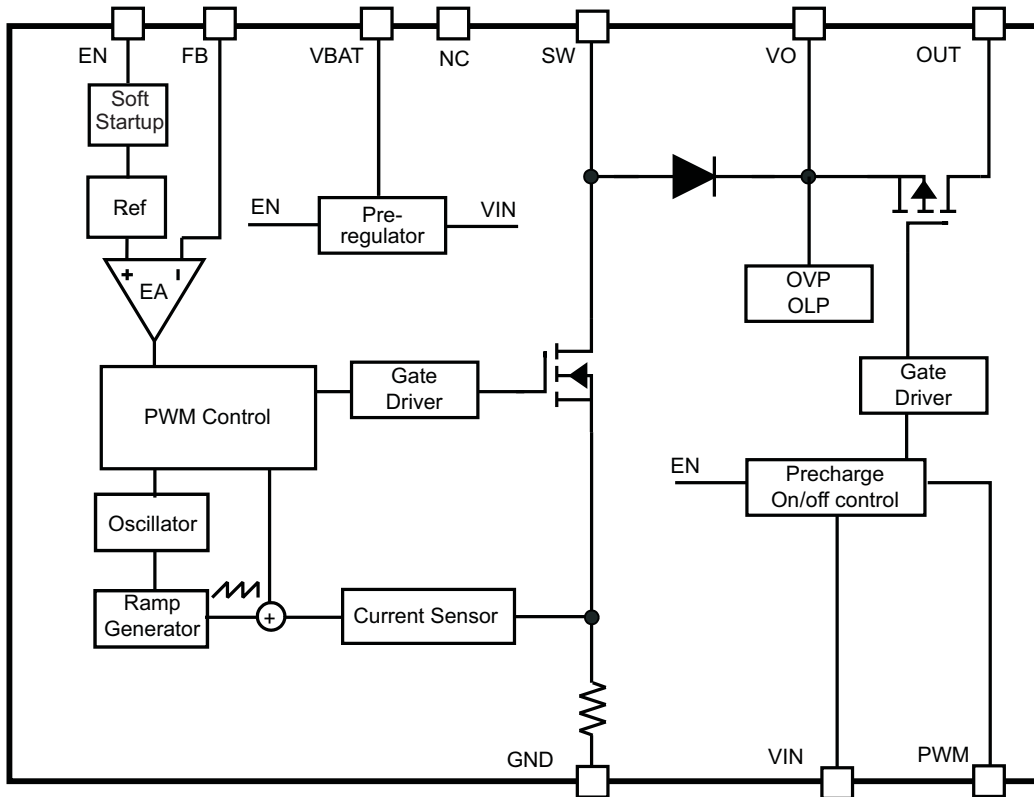 EN
FB
VBAT
NC
SW
VO
OUT
Soft
Startup
Ref
EN
Pre-
regulator
VIN
+
-
EA
OVP
OLP
PWM Control
Gate
Driver
Gate
Driver
EN
Precharge
On/off control
Oscillator
Ramp
Generator
+
Current Sensor
GND
VIN
PWM